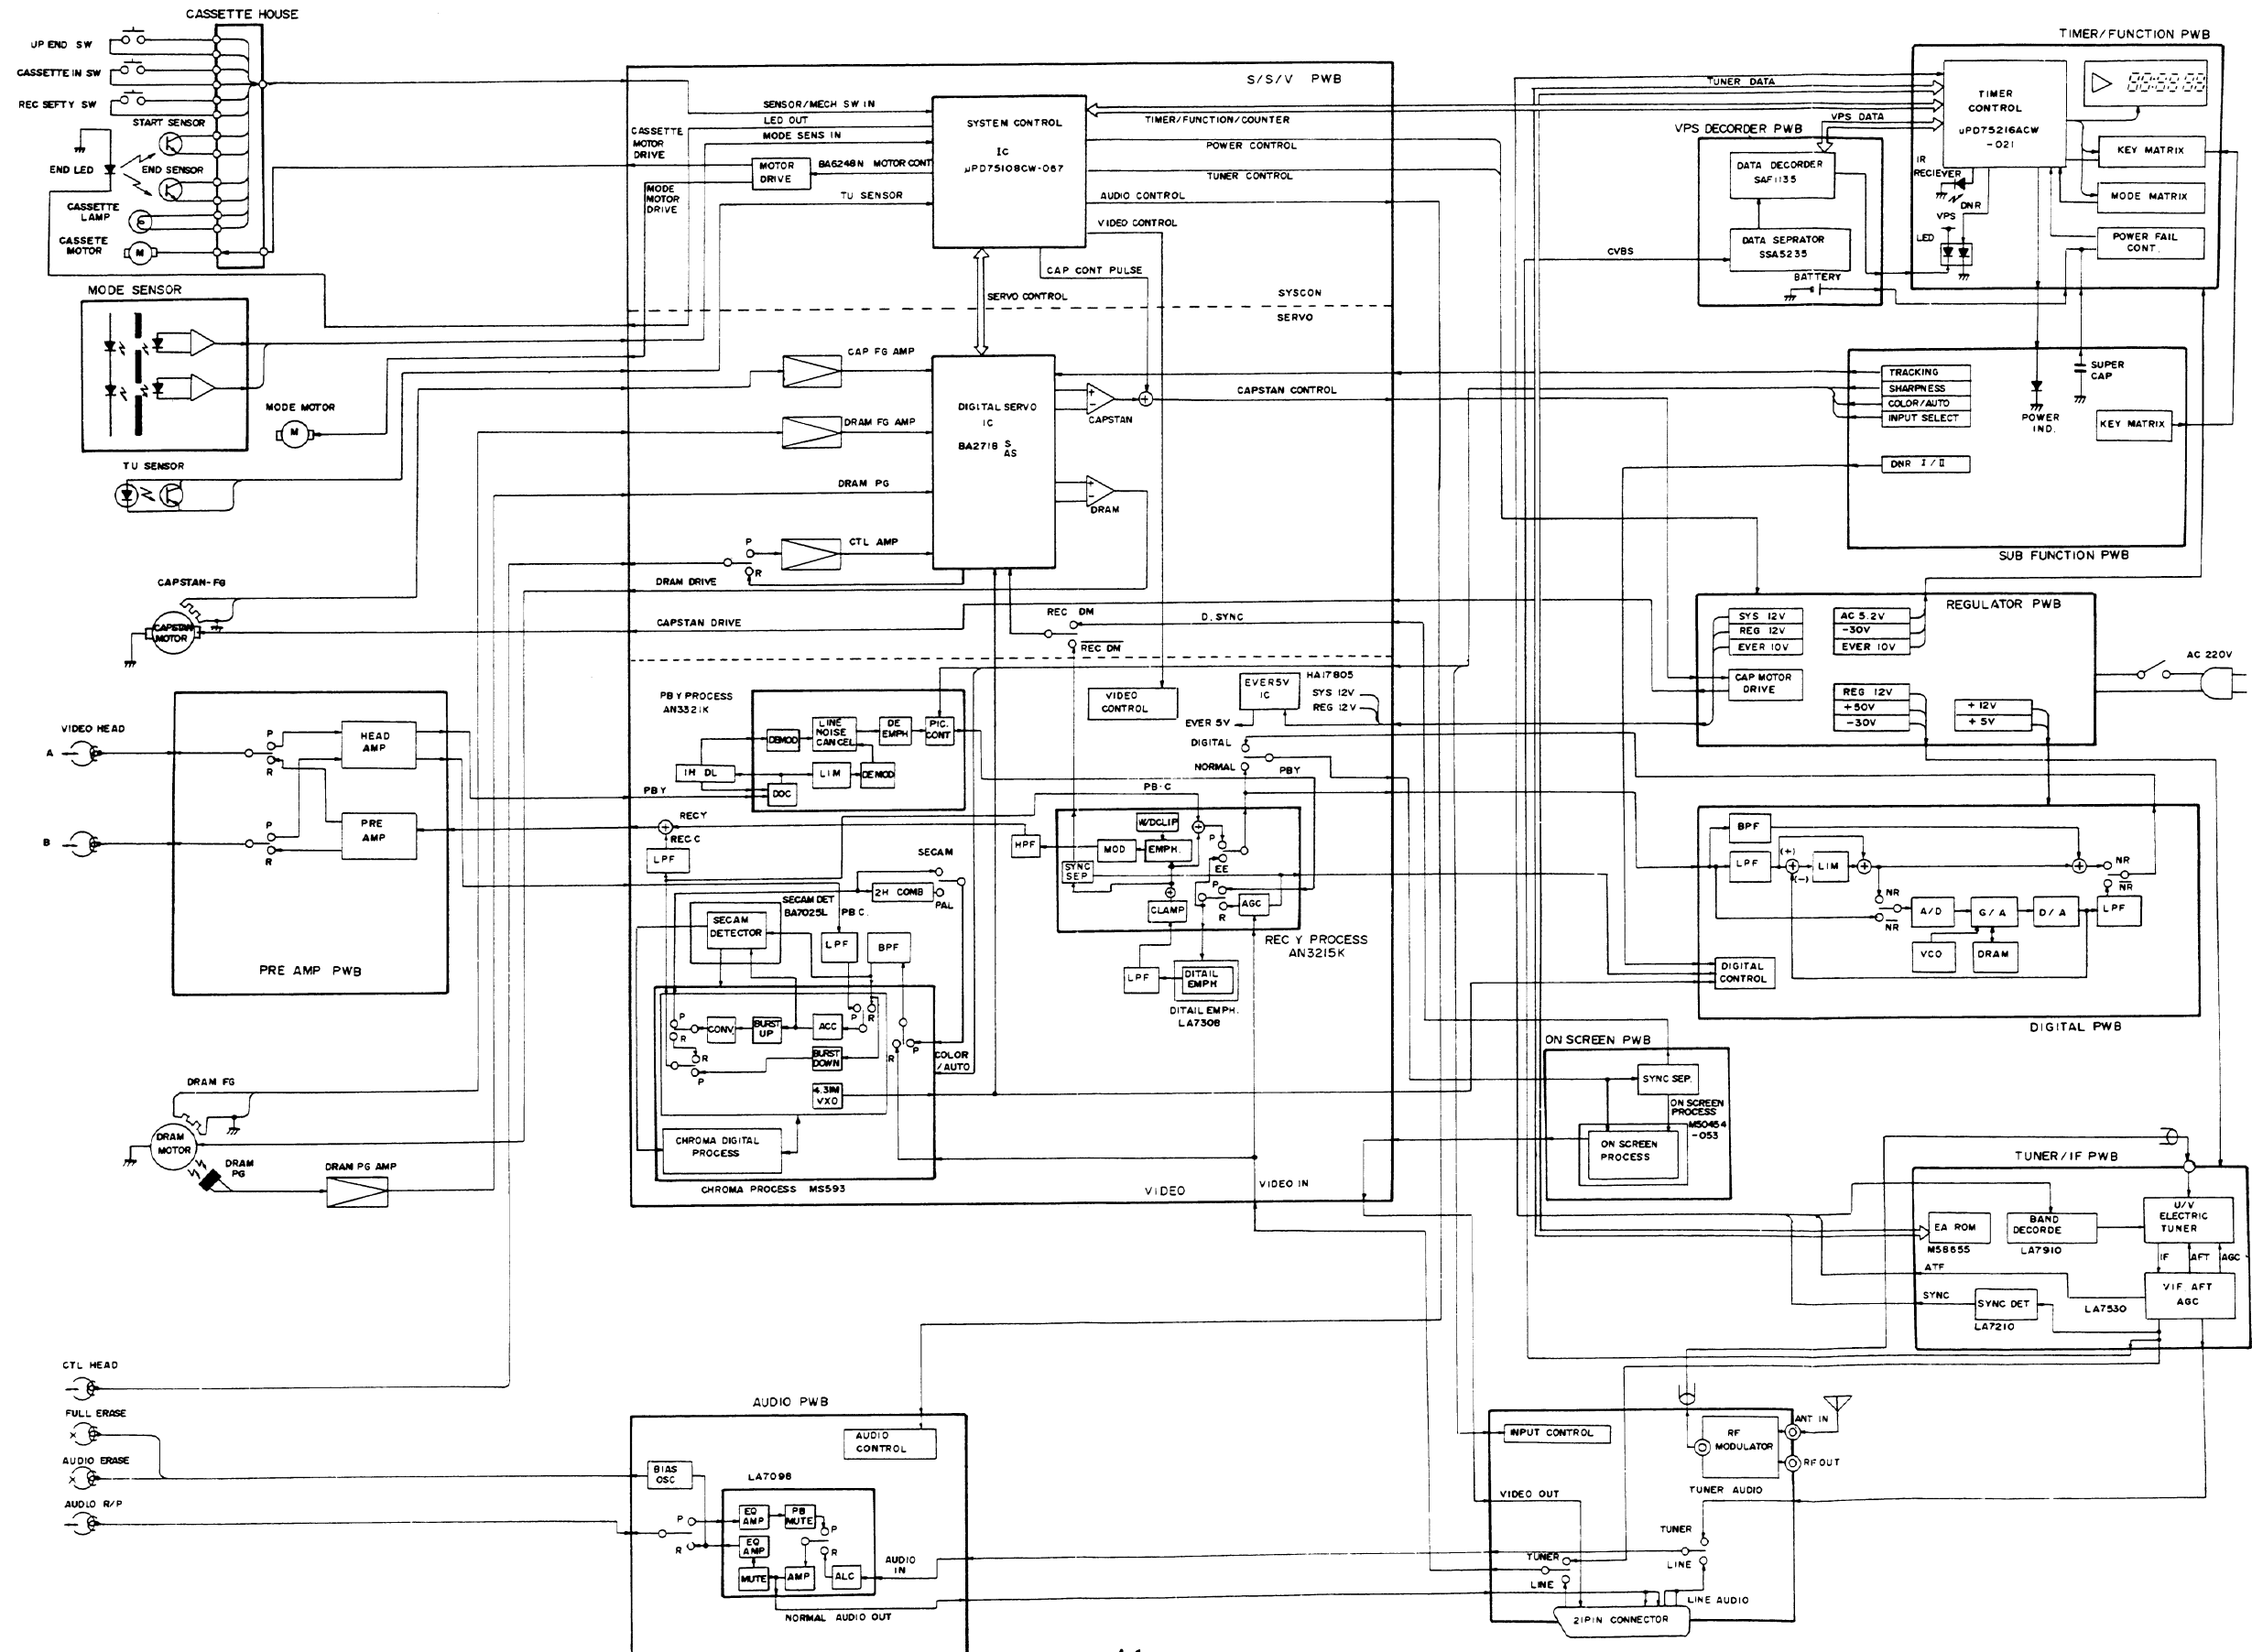 CASSETTE HOUSE
UP END SW
CASSETTE IN SW
REC SEFTY SW
START SENSOR
END LED
END SENSOR
CASSETTE
LAMP
CASSETE
MOTOR
M
MODE SENSOR
MODE MOTOR
M
TU SENSOR
CAPSTAN-FG
CAPSTAN
MOTOR
VIDEO HEAD
A
B
P
R
P
R
HEAD
AMP
PRE
AMP
PRE AMP PWB
DRAM FG
DRAM
MOTOR
DRAM
PG
DRAM PG AMP
CTL HEAD
FULL ERASE
AUDIO ERASE
AUDIO R/P
S/S/V PWB
SENSOR/MECH SW IN
LED OUT
MODE SENS IN
CASSETTE
MOTOR
DRIVE
MOTOR
DRIVE
BA6248N MOTOR CONT
MODE
MOTOR
DRIVE
TU SENSOR
SYSTEM CONTROL
IC
µPD75108CW-067
TIMER/FUNCTION/COUNTER
POWER CONTROL
TUNER CONTROL
AUDIO CONTROL
VIDEO CONTROL
CAP CONT PULSE
SERVO CONTROL
SYSCON
SERVO
CAP FG AMP
DRAM FG AMP
DRAM PG
CTL AMP
P
R
DIGITAL SERVO
IC
BA2718 S
AS
CAPSTAN
DRAM
CAPSTAN CONTROL
DRAM DRIVE
CAPSTAN DRIVE
REC DM
REC DM
D. SYNC
PB Y PROCESS
AN3321K
DEMOD
LINE
NOISE
CANCEL
DE
EMPH
PIC.
CONT
1H DL
LIM
DEMOD
DOC
PB Y
VIDEO
CONTROL
EVER5V
IC
HA17805
SYS 12V
REG 12V
EVER 5V
DIGITAL
NORMAL
PBY
PB-C
RECY
REC C
LPF
HPF
MOD
W/DCLIP
EMPH.
SYNC
SEP
CLAMP
P
EE
P
R
AGC
REC Y PROCESS
AN3215K
LPF
DITAIL
EMPH
DITAIL EMPH.
LA7308
SECAM
2H COMB
PAL
SECAM DET
BA7025L
PB C.
SECAM
DETECTOR
LPF
BPF
P
R
CONV
BURST
UP
ACC
P
R
BURST
DOWN
R
P
R
P
COLOR
/AUTO
4.31M
VXO
CHROMA DIGITAL
PROCESS
CHROMA PROCESS MS593
VIDEO
VIDEO IN
AUDIO PWB
AUDIO
CONTROL
BIAS
OSC
LA7096
P
R
EQ
AMP
PB
MUTE
EQ
AMP
P
R
MUTE
AMP
ALC
AUDIO
IN
NORMAL AUDIO OUT
TIMER/FUNCTION PWB
TUNER DATA
VPS DATA
TIMER
CONTROL
uPD75216ACW
-021
00:00 00
KEY MATRIX
MODE MATRIX
POWER FAIL
CONT.
IR
RECIEVER
DNR
VPS
LED
VPS DECORDER PWB
DATA DECORDER
SAF1135
DATA SEPRATOR
SSA5235
BATTERY
CVBS
TRACKING
SHARPNESS
COLOR/AUTO
INPUT SELECT
DNR I/II
POWER
IND.
SUPER
CAP
KEY MATRIX
SUB FUNCTION PWB
REGULATOR PWB
SYS 12V
REG 12V
EVER 10V
AC 5.2V
-30V
EVER 10V
CAP MOTOR
DRIVE
REG 12V
+50V
-30V
+12V
+5V
AC 220V
BPF
LPF
(+)
(-)
LIM
NR
NR
NR
NR
A/D
G/A
D/A
LPF
VCO
DRAM
DIGITAL
CONTROL
DIGITAL PWB
ON SCREEN PWB
SYNC SEP.
ON SCREEN
PROCESS
M50454
-053
ON SCREEN
PROCESS
TUNER/IF PWB
EA ROM
M58655
BAND
DECORDE
LA7910
U/V
ELECTRIC
TUNER
IF
AFT
AGC
ATF
SYNC
SYNC DET
LA7210
LA7530
VIF. AFT
AGC
INPUT CONTROL
RF
MODULATOR
ANT IN
RF OUT
VIDEO OUT
TUNER AUDIO
TUNER
LINE
TUNER
LINE
LINE AUDIO
21PIN CONNECTOR